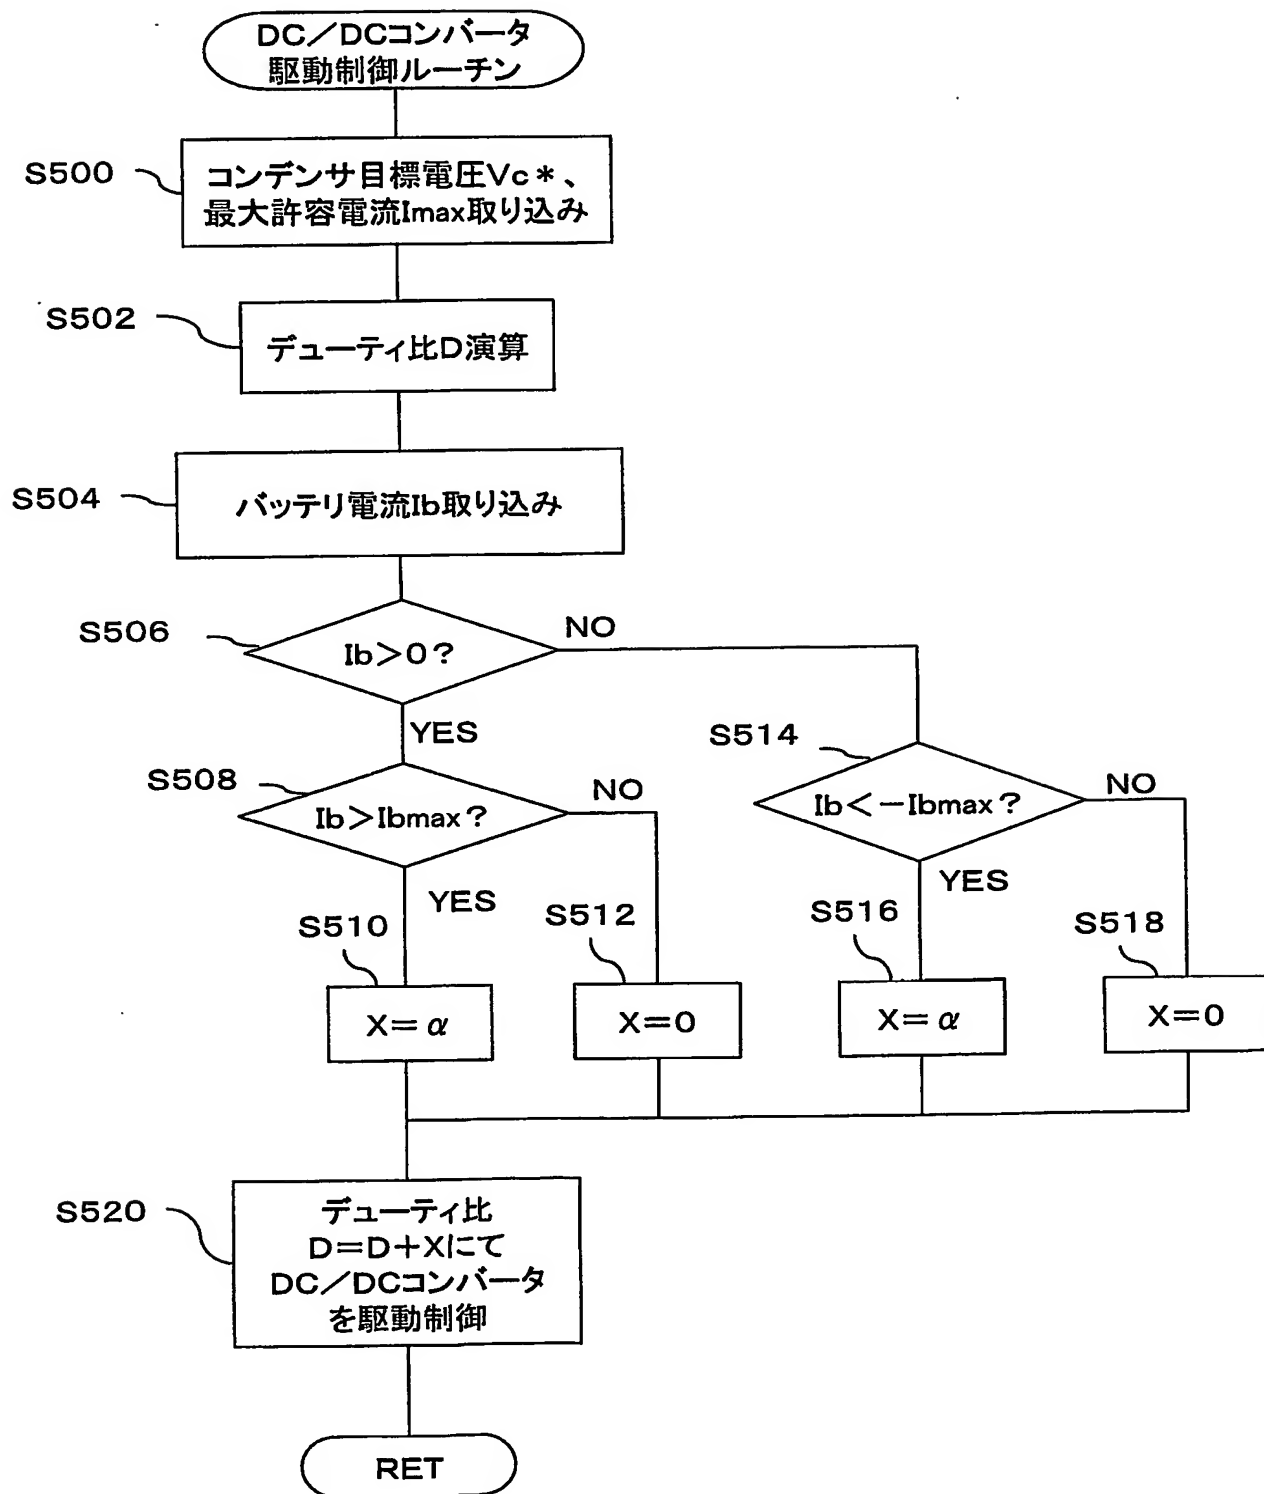 DC／DCコンバータ
駆動制御ルーチン
S500
コンデンサ目標電圧Vc＊、
最大許容電流Imax取り込み
S502
デューティ比D演算
S504
バッテリ電流Ib取り込み
S506
Ib＞0？
NO
YES
S508
Ib＞Ibmax？
NO
YES
S514
Ib＜－Ibmax？
NO
YES
S510
X＝α
S512
X＝0
S516
X＝α
S518
X＝0
S520
デューティ比
D＝D＋Xにて
DC／DCコンバータ
を駆動制御
RET